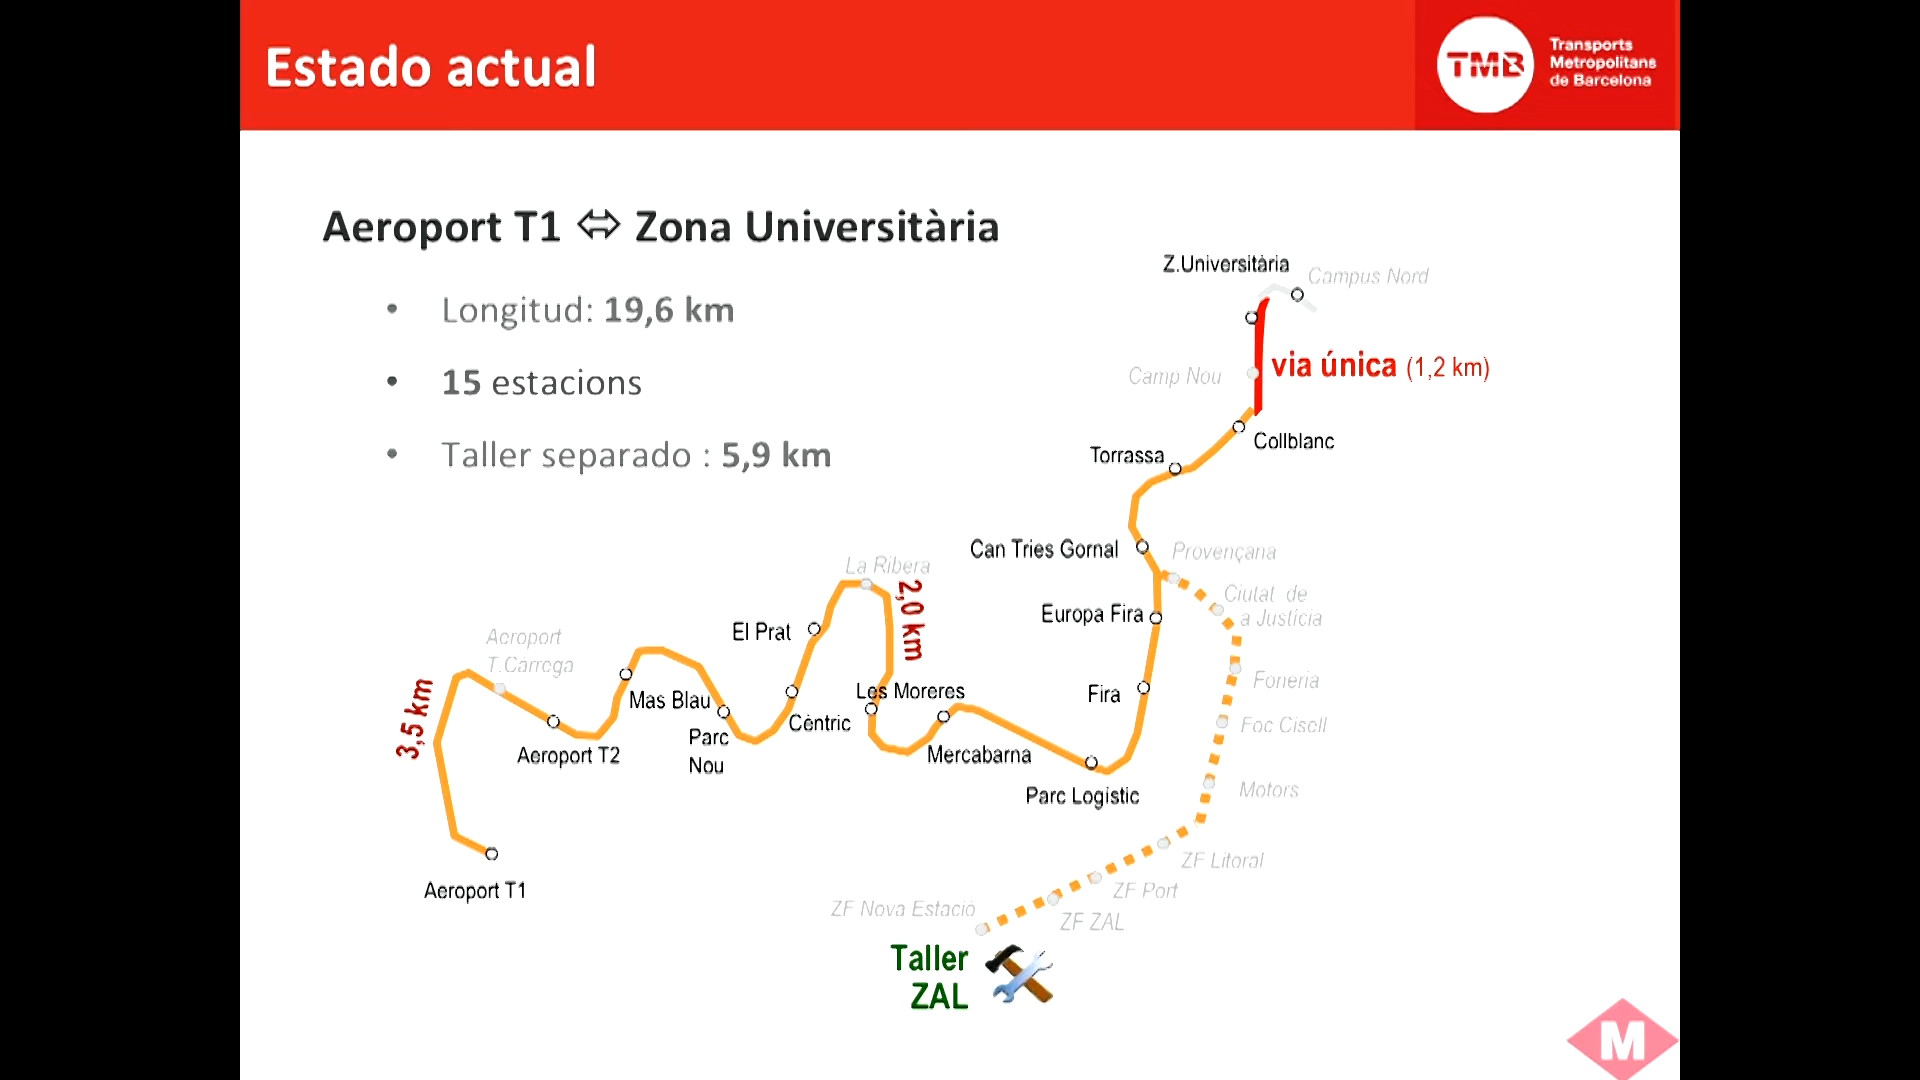 Estado actual
TMB
Transports
Metropolitans
de Barcelona
Aeroport T1 ⬄ Zona Universitària
• Longitud: 19,6 km
• 15 estacions
• Taller separado : 5,9 km
Z.Universitària
Campus Nord
Camp Nou
via única (1,2 km)
Collblanc
Torrassa
Can Tries Gornal
Provençana
Ciutat de
a Justícia
Europa Fira
Foneria
Fira
Foc Cisell
Motors
La Ribera
2,0 km
El Prat
Aeroport
T.Carrega
3,5 km
Mas Blau
Les Moreres
Cèntric
Parc
Nou
Aeroport T2
Mercabarna
Parc Logistic
Aeroport T1
ZF Litoral
ZF Port
ZF Nova Estació
ZF ZAL
Taller
ZAL
M